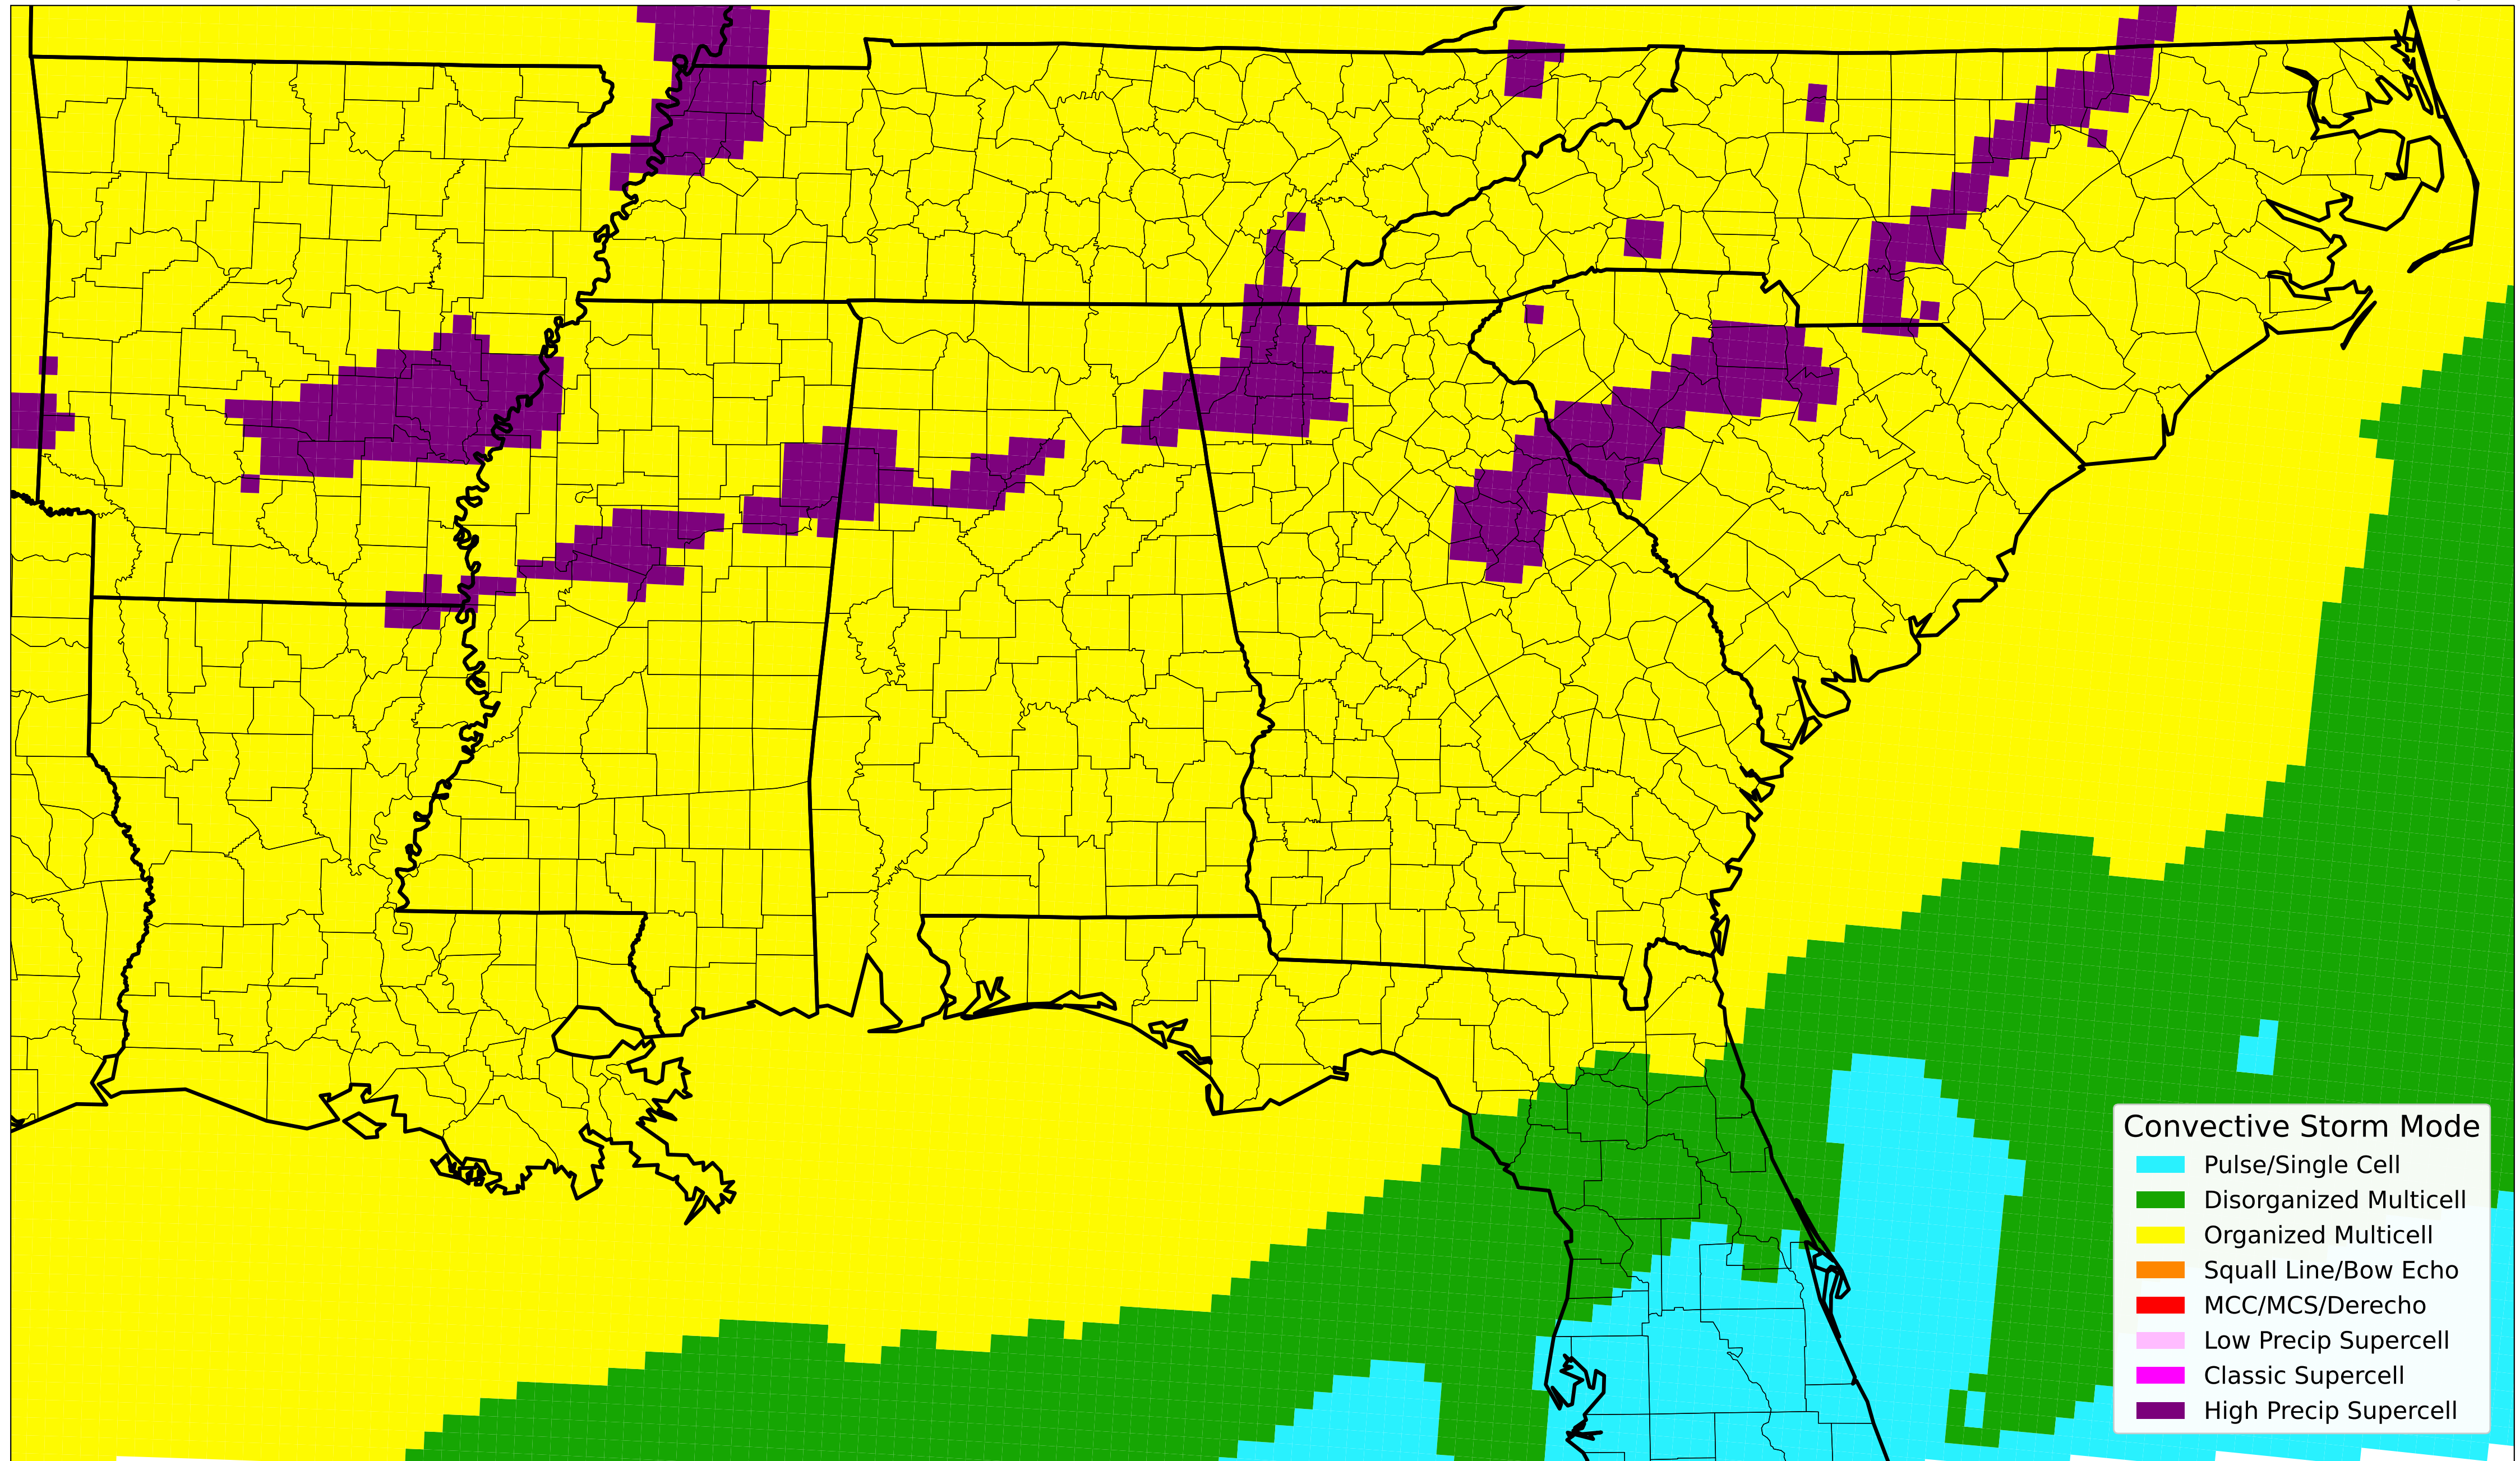 Convective Storm Mode
Pulse/Single Cell
Disorganized Multicell
Organized Multicell
Squall Line/Bow Echo
MCC/MCS/Derecho
Low Precip Supercell
Classic Supercell
High Precip Supercell